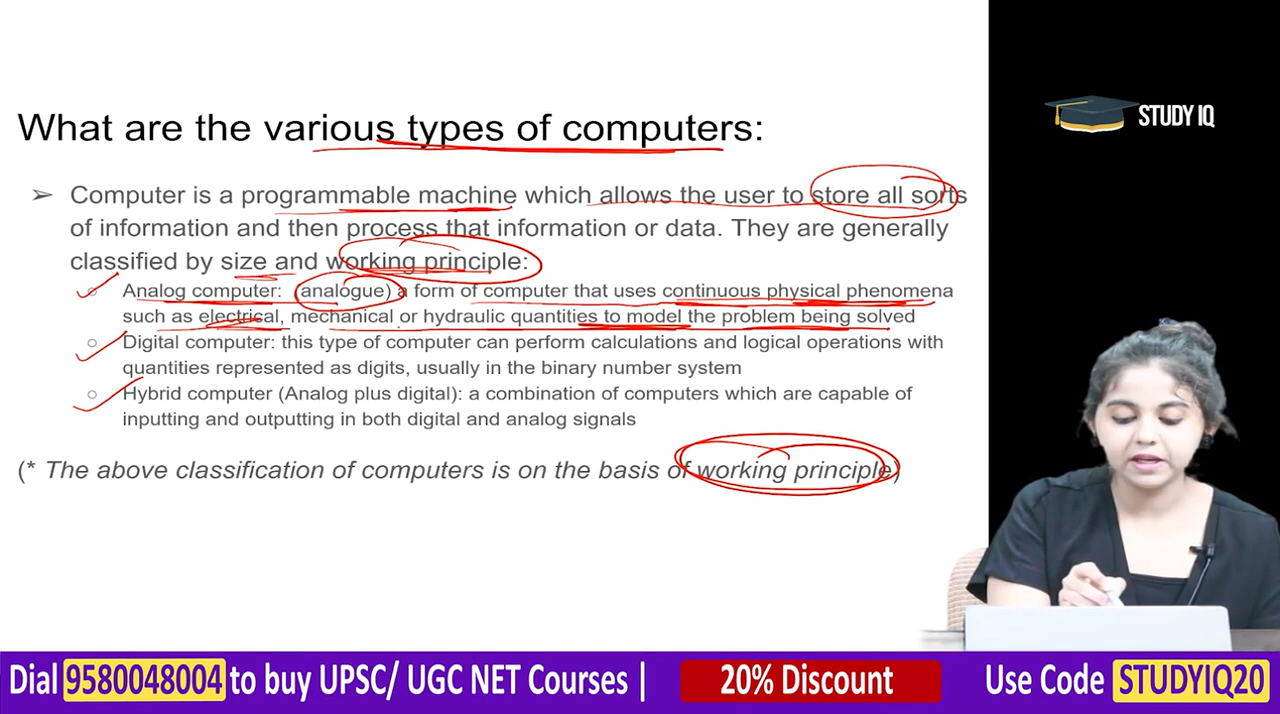 STUDY IQ
What are the various types of computers:
➢ Computer is a programmable machine which allows the user to store all sorts
of information and then process that information or data. They are generally
classified by size and working principle:
○ Analog computer: (analogue) a form of computer that uses continuous physical phenomena
such as electrical, mechanical or hydraulic quantities to model the problem being solved
○ Digital computer: this type of computer can perform calculations and logical operations with
quantities represented as digits, usually in the binary number system
○ Hybrid computer (Analog plus digital): a combination of computers which are capable of
inputting and outputting in both digital and analog signals
(* The above classification of computers is on the basis of working principle)
Dial 9580048004 to buy UPSC/ UGC NET Courses | 20% Discount Use Code STUDYIQ20